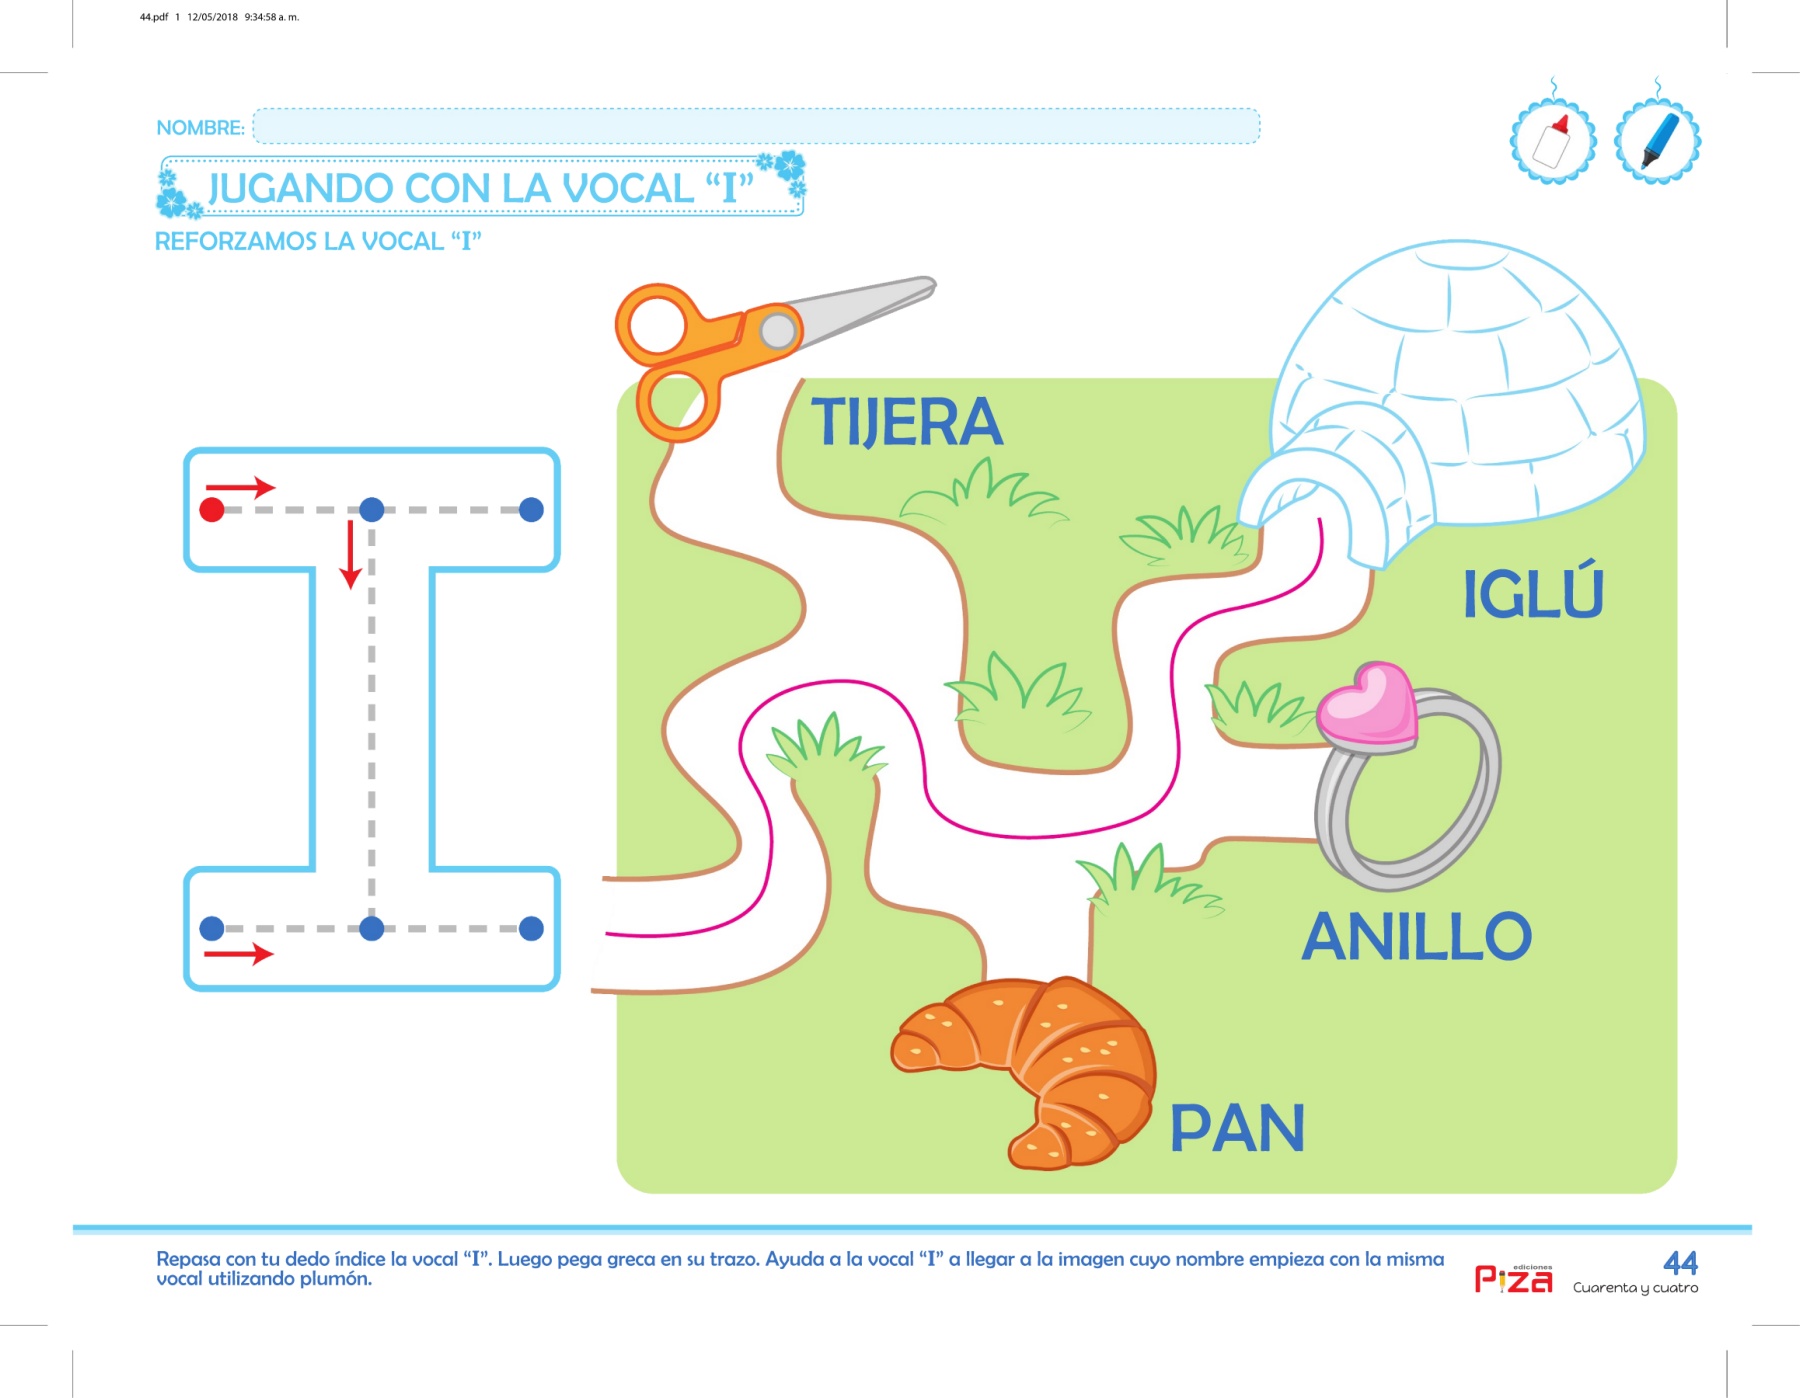 44.pdf 1 12/05/2018 9:34:58 a. m.
NOMBRE:
JUGANDO CON LA VOCAL “I”
REFORZAMOS LA VOCAL “I”
TIJERA
IGLÚ
ANILLO
PAN
Repasa con tu dedo índice la vocal “I”. Luego pega greca en su trazo. Ayuda a la vocal “I” a llegar a la imagen cuyo nombre empieza con la misma
vocal utilizando plumón.
ediciones
Piza
44
Cuarenta y cuatro